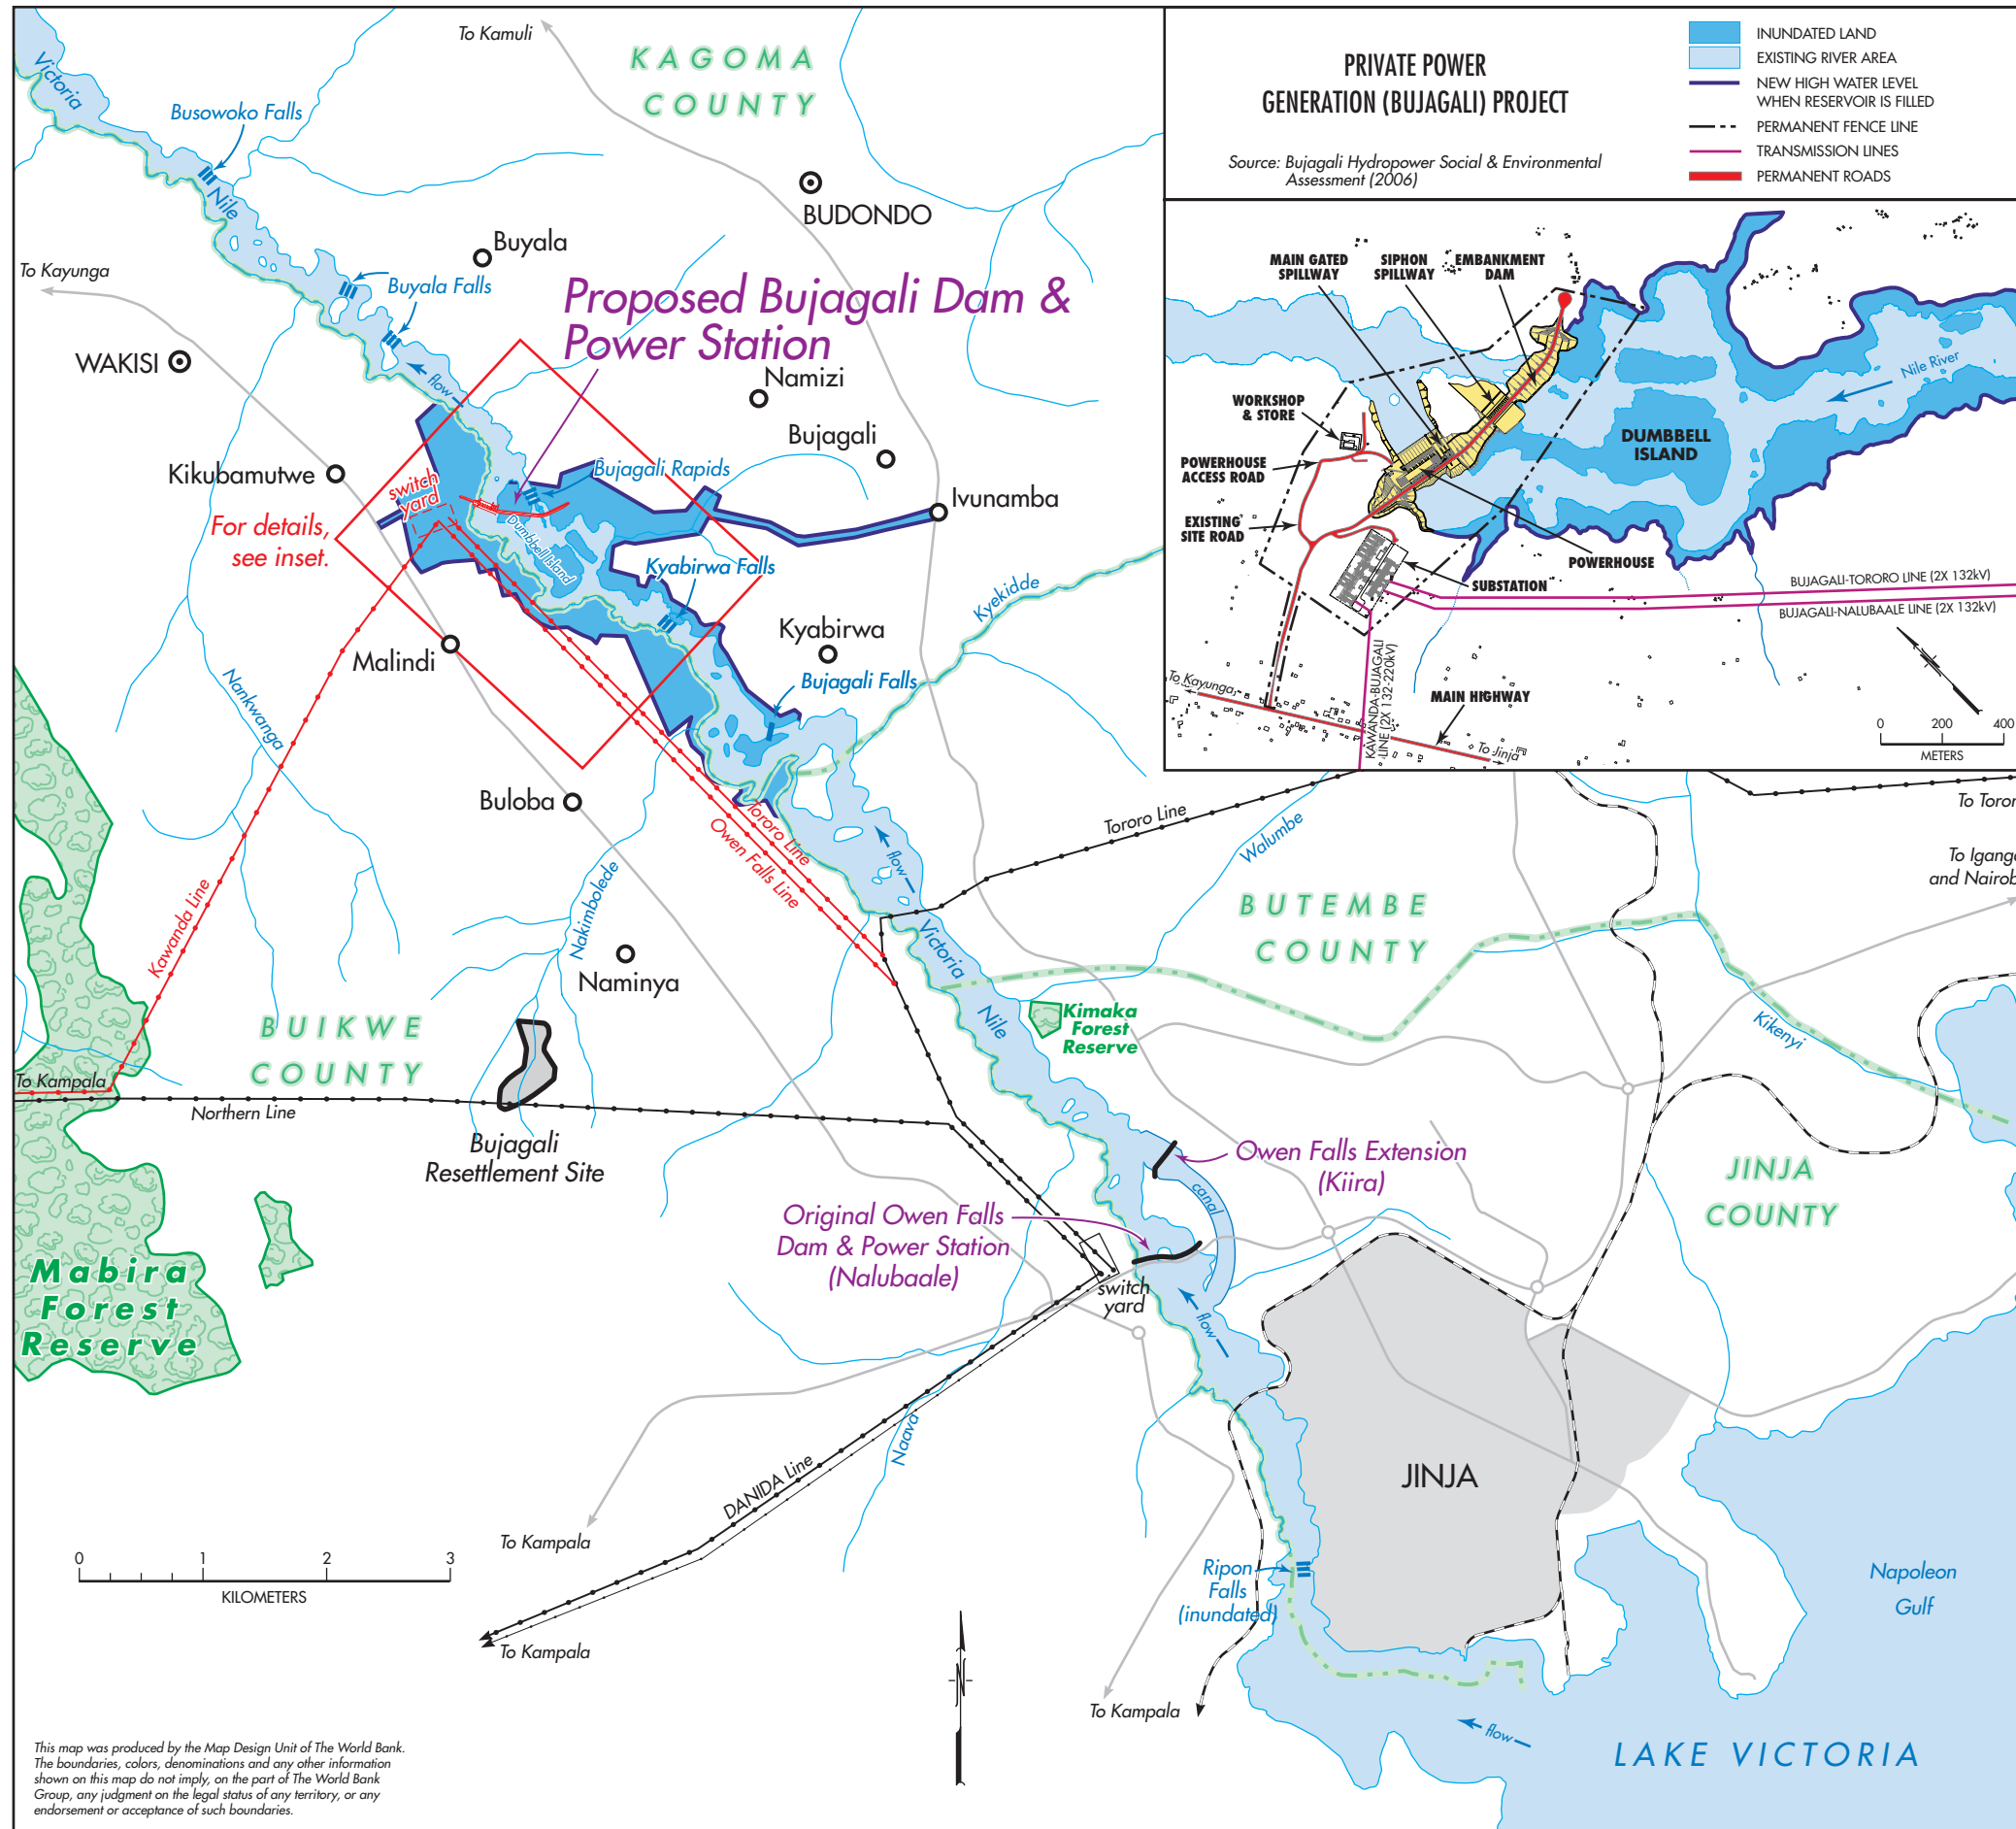 To Kamuli
KAGOMA
COUNTY
Victoria
Busowoko Falls
Nile
BUDONDO
Buyala
To Kayunga
Buyala Falls
Proposed Bujagali Dam &
Power Station
WAKISI
flow
Namizi
Bujagali
Kikubamutwe
Bujagali Rapids
switch
yard
Ivunamba
For details,
see inset.
Dumbbell Island
Kyabirwa Falls
Kyekidde
Kyabirwa
Malindi
Bujagali Falls
Nankwanga
Buloba
Tororo Line
Owen Falls Line
flow
Tororo Line
Walumbe
To Toror
To Igang
and Nairob
BUTEMBE
COUNTY
Kawanda Line
Nakimbolede
Victoria
Naminya
Nile
Kimaka
Forest
Reserve
Kikenyi
BUIKWE
COUNTY
To Kampala
Northern Line
Bujagali
Resettlement Site
Owen Falls Extension
(Kiira)
canal
JINJA
COUNTY
Original Owen Falls
Dam & Power Station
(Nalubaale)
Mabira
Forest
Reserve
switch
yard
flow
Naava
DANIDA Line
JINJA
To Kampala
To Kampala
Ripon
Falls
(inundated)
Napoleon
Gulf
0 1 2 3
KILOMETERS
N
To Kampala
flow
LAKE VICTORIA
This map was produced by the Map Design Unit of The World Bank.
The boundaries, colors, denominations and any other information
shown on this map do not imply, on the part of The World Bank
Group, any judgment on the legal status of any territory, or any
endorsement or acceptance of such boundaries.
PRIVATE POWER
GENERATION (BUJAGALI) PROJECT
Source: Bujagali Hydropower Social & Environmental
Assessment (2006)
INUNDATED LAND
EXISTING RIVER AREA
NEW HIGH WATER LEVEL
WHEN RESERVOIR IS FILLED
PERMANENT FENCE LINE
TRANSMISSION LINES
PERMANENT ROADS
MAIN GATED
SPILLWAY
SIPHON
SPILLWAY
EMBANKMENT
DAM
Nile River
WORKSHOP
& STORE
DUMBBELL
ISLAND
POWERHOUSE
ACCESS ROAD
EXISTING
SITE ROAD
POWERHOUSE
SUBSTATION
BUJAGALI-TORORO LINE (2X 132kV)
BUJAGALI-NALUBAALE LINE (2X 132kV)
KAWANDA-BUJAGALI
LINE (2X 132-220kV)
To Kayunga
MAIN HIGHWAY
To Jinja
N
0 200 400
METERS